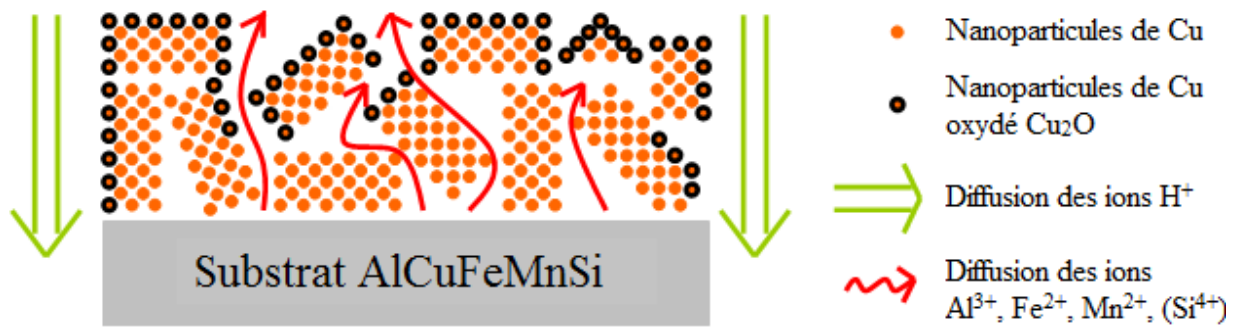 Substrat AlCuFeMnSi
Nanoparticules de Cu
Nanoparticules de Cu
oxydé Cu₂O
Diffusion des ions H⁺
Diffusion des ions
Al³⁺, Fe²⁺, Mn²⁺, (Si⁴⁺)